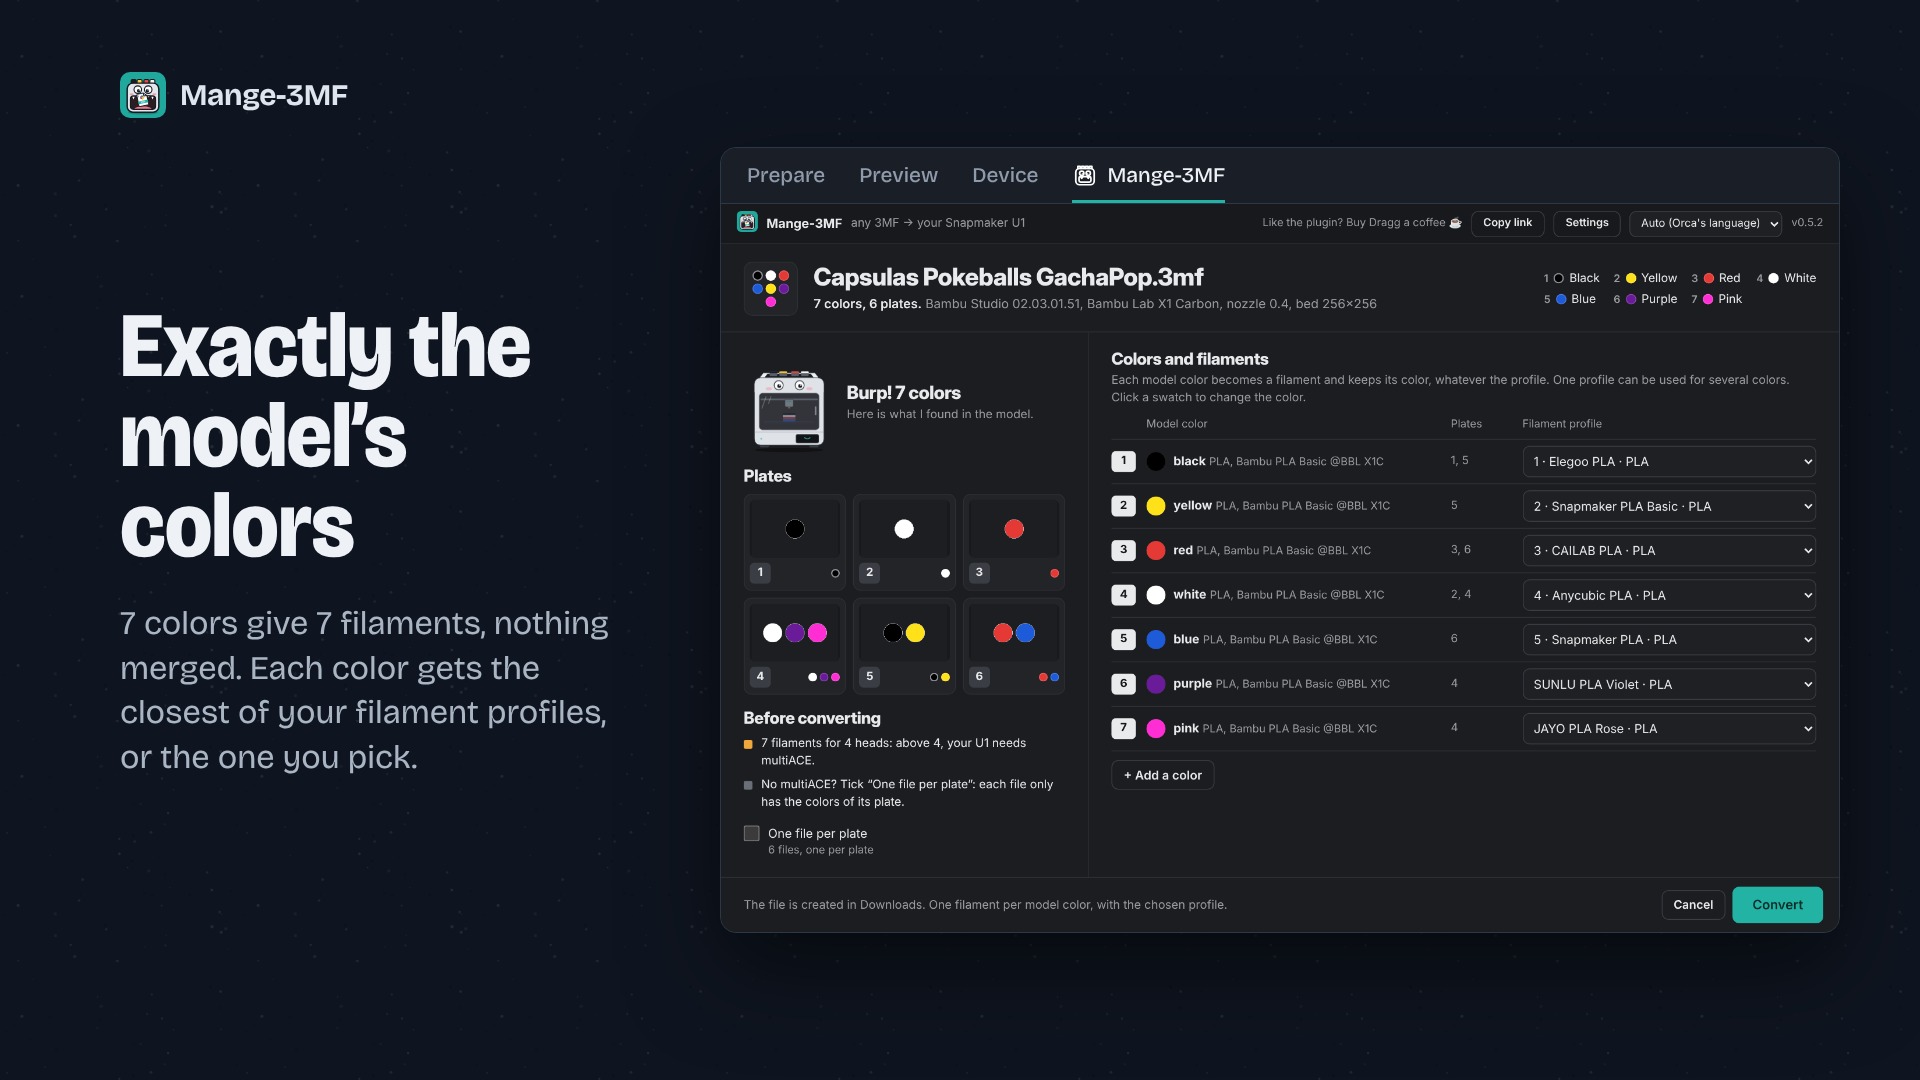 Mange-3MF
Exactly the
model’s
colors
7 colors give 7 filaments, nothing
merged. Each color gets the
closest of your filament profiles,
or the one you pick.
Prepare Preview Device Mange-3MF
Mange-3MF any 3MF → your Snapmaker U1 Like the plugin? Buy Dragg a coffee ☕ Copy link Settings Auto (Orca's language) v0.5.2
Capsulas Pokeballs GachaPop.3mf
7 colors, 6 plates. Bambu Studio 02.03.01.51, Bambu Lab X1 Carbon, nozzle 0.4, bed 256×256
1 Black 2 Yellow 3 Red 4 White
5 Blue 6 Purple 7 Pink
Burp! 7 colors
Here is what I found in the model.
Plates
1 2 3
4 5 6
Before converting
7 filaments for 4 heads: above 4, your U1 needs
multiACE.
No multiACE? Tick “One file per plate”: each file only
has the colors of its plate.
One file per plate
6 files, one per plate
Colors and filaments
Each model color becomes a filament and keeps its color, whatever the profile. One profile can be used for several colors.
Click a swatch to change the color.
Model color Plates Filament profile
1 black PLA, Bambu PLA Basic @BBL X1C 1, 5 1 · Elegoo PLA · PLA
2 yellow PLA, Bambu PLA Basic @BBL X1C 5 2 · Snapmaker PLA Basic · PLA
3 red PLA, Bambu PLA Basic @BBL X1C 3, 6 3 · CAILAB PLA · PLA
4 white PLA, Bambu PLA Basic @BBL X1C 2, 4 4 · Anycubic PLA · PLA
5 blue PLA, Bambu PLA Basic @BBL X1C 6 5 · Snapmaker PLA · PLA
6 purple PLA, Bambu PLA Basic @BBL X1C 4 SUNLU PLA Violet · PLA
7 pink PLA, Bambu PLA Basic @BBL X1C 4 JAYO PLA Rose · PLA
+ Add a color
The file is created in Downloads. One filament per model color, with the chosen profile. Cancel Convert